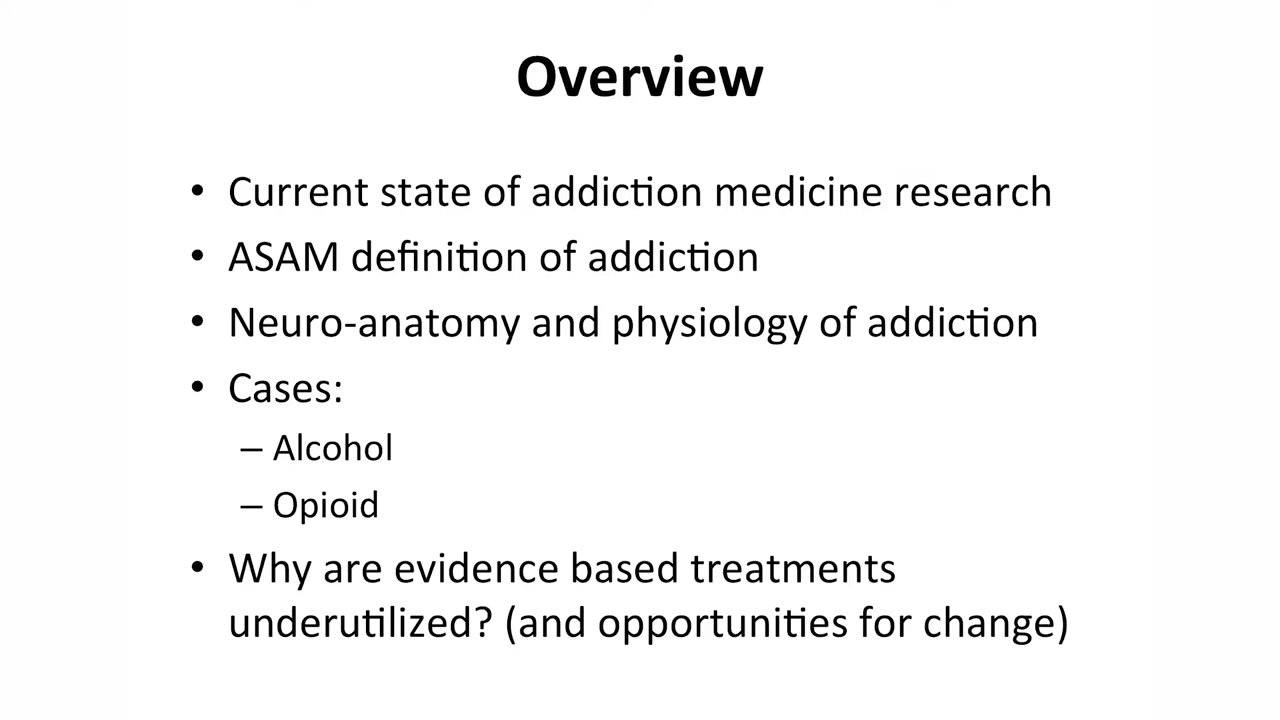 Overview
• Current state of addiction medicine research
• ASAM definition of addiction
• Neuro-anatomy and physiology of addiction
• Cases:
– Alcohol
– Opioid
• Why are evidence based treatments
underutilized? (and opportunities for change)